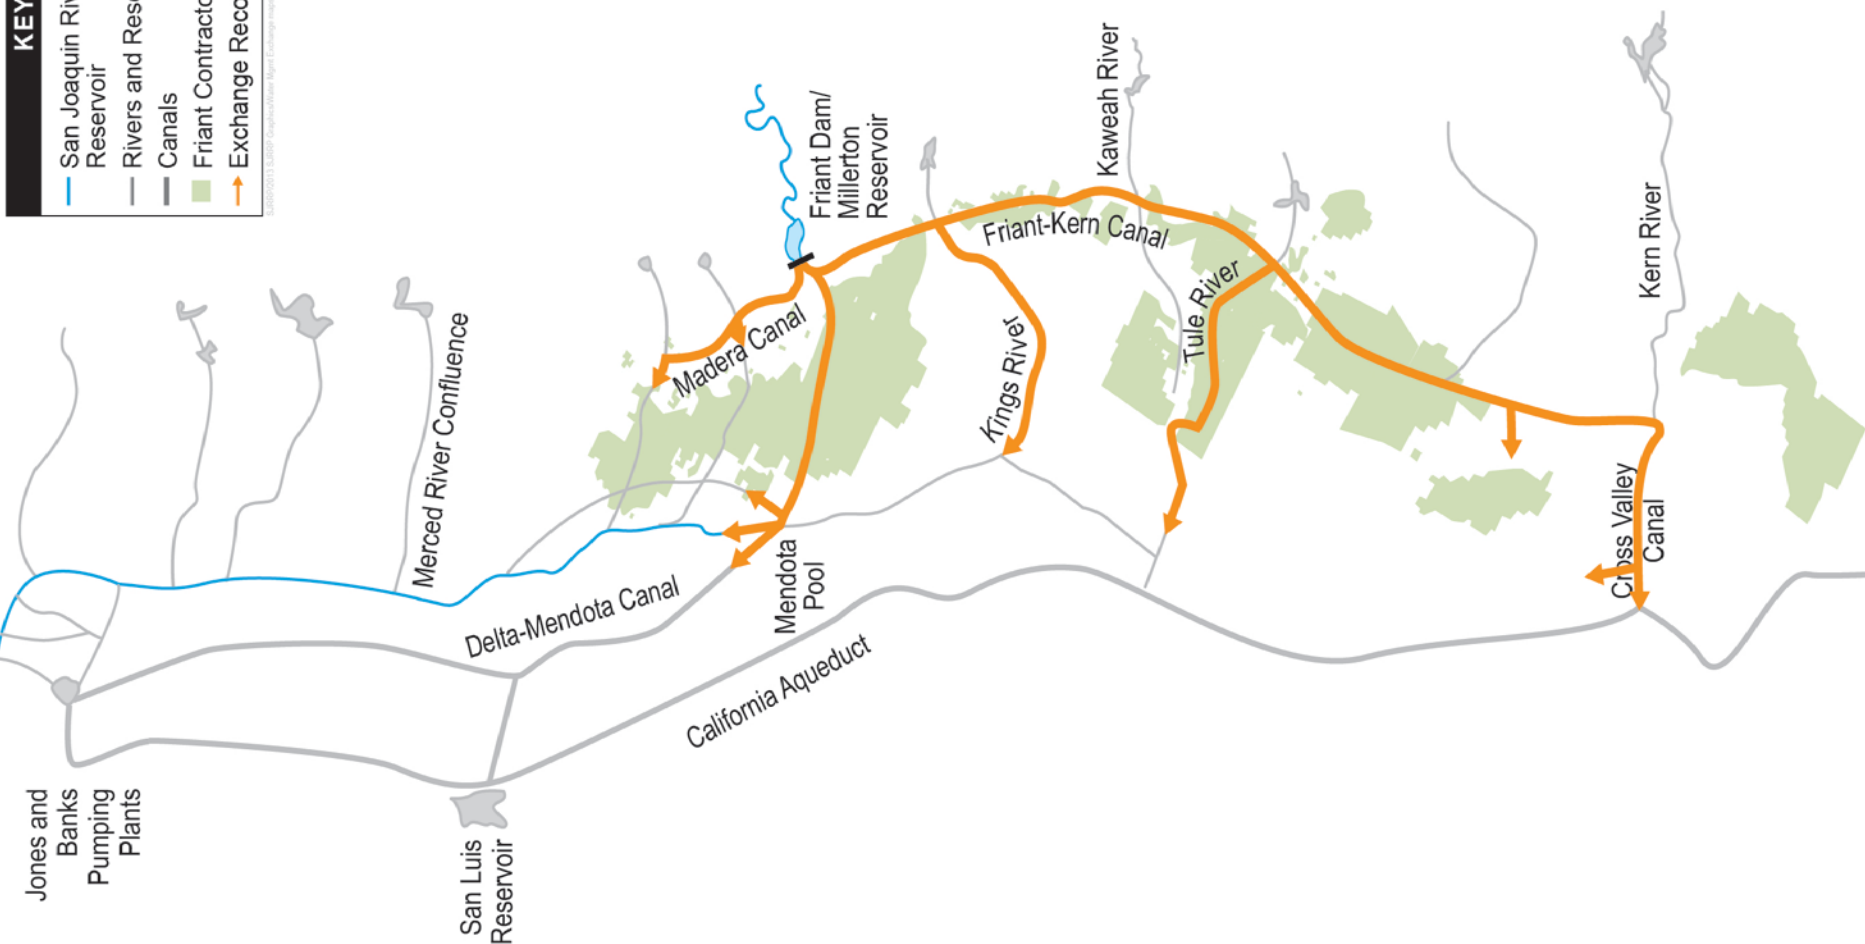 KEY
San Joaquin Riv
Reservoir
Rivers and Rese
Canals
Friant Contracto
Exchange Reco
Friant Dam/
Millerton
Reservoir
Kaweah River
Friant-Kern Canal
Madera Canal
Kings River
Tule River
Kern River
Merced River Confluence
Delta-Mendota Canal
Mendota
Pool
Cross Valley
Canal
California Aqueduct
Jones and
Banks
Pumping
Plants
San Luis
Reservoir